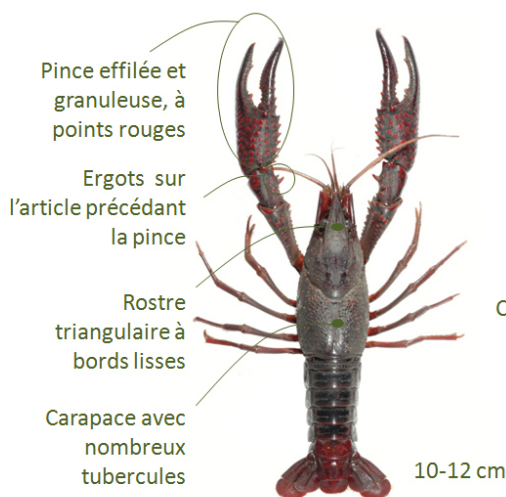 Pince effilée et
granuleuse, à
points rouges
Ergots sur
l'article précédant
la pince
Rostre
triangulaire à
bords lisses
Carapace avec
nombreux
tubercules
10-12 cm